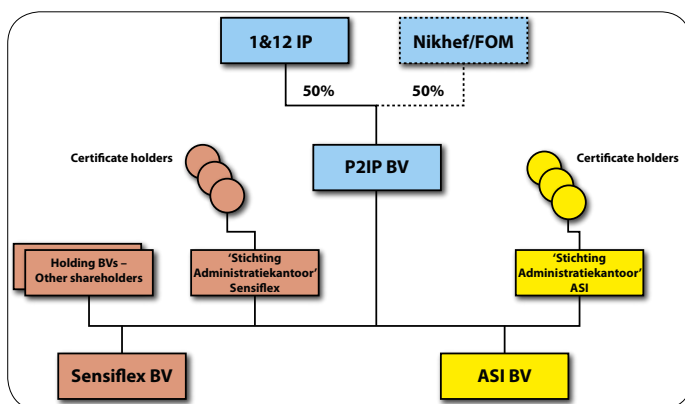 1&12 IP
Nikhef/FOM
50%
50%
Certificate holders
P2IP BV
Certificate holders
Holding BVs –
Other shareholders
‘Stichting
Administratiekantoor’
Sensiflex
‘Stichting
Administratiekantoor’
ASI
Sensiflex BV
ASI BV